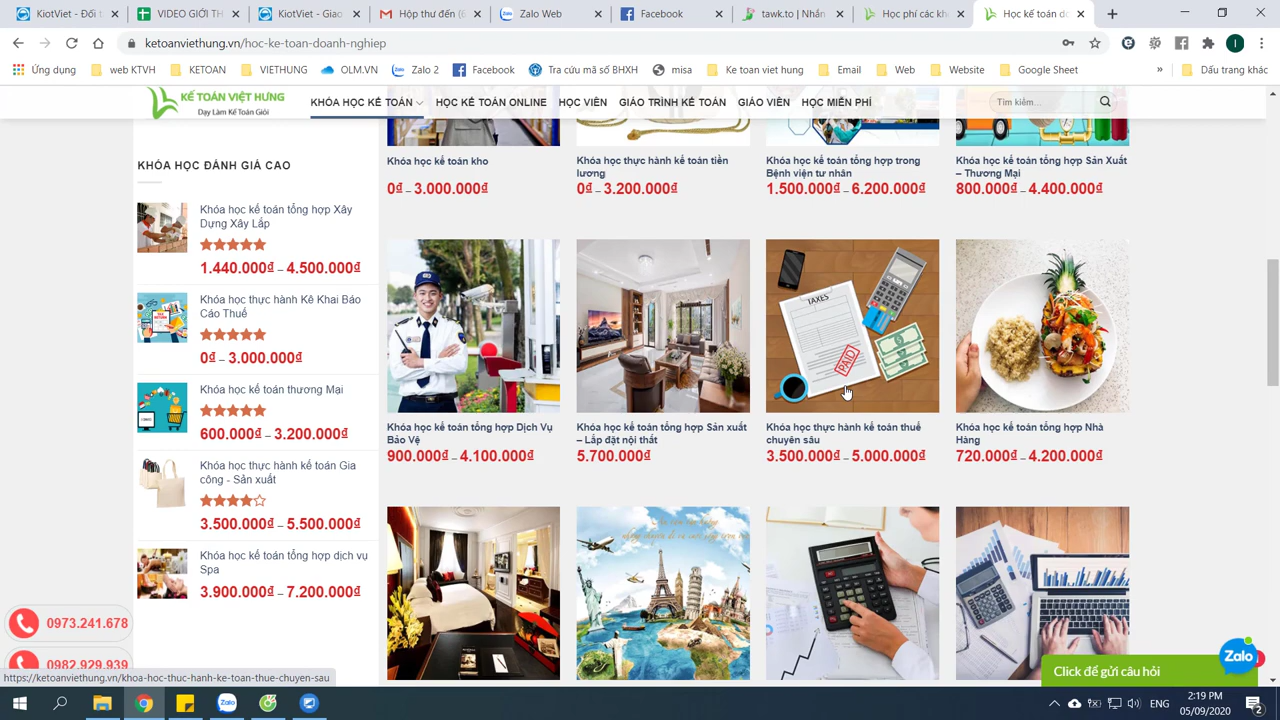 KiotViet - Đối t
VIDEO GIỚI TH
KiotViet - Giao
Hộp thư đến (6
Zalo Web
Facebook
tawk.to | Nhắn
Học phí các kh
Học kế toán do
ketoanviethung.vn/hoc-ke-toan-doanh-nghiep
Ứng dụng
web KTVH
KETOAN
VIETHUNG
OLM.VN
Zalo 2
Facebook
Tra cứu mã số BHXH
misa
Ke toan viet hung
Email
Web
Website
Google Sheet
»
Dấu trang khác
KẾ TOÁN VIỆT HƯNG
Dạy Làm Kế Toán Giỏi
KHÓA HỌC KẾ TOÁN
HỌC KẾ TOÁN ONLINE
HỌC VIÊN
GIÁO TRÌNH KẾ TOÁN
GIÁO VIÊN
HỌC MIỄN PHÍ
Tìm kiếm...
KHÓA HỌC ĐÁNH GIÁ CAO
Khóa học kế toán tổng hợp Xây
Dựng Xây Lắp
1.440.000₫ – 4.500.000₫
Khóa học thực hành Kê Khai Báo
Cáo Thuế
0₫ – 3.000.000₫
Khóa học kế toán thương Mại
600.000₫ – 3.200.000₫
Khóa học thực hành kế toán Gia
công - Sản xuất
3.500.000₫ – 5.500.000₫
Khóa học kế toán tổng hợp dịch vụ
Spa
3.900.000₫ – 7.200.000₫
Khóa học kế toán kho
0₫ – 3.000.000₫
Khóa học thực hành kế toán tiền
lương
0₫ – 3.200.000₫
Khóa học kế toán tổng hợp trong
Bệnh viện tư nhân
1.500.000₫ – 6.200.000₫
Khóa học kế toán tổng hợp Sản Xuất
– Thương Mại
800.000₫ – 4.400.000₫
TAXES
PAID
Khóa học kế toán tổng hợp Dịch Vụ
Bảo Vệ
900.000₫ – 4.100.000₫
Khóa học kế toán tổng hợp Sản xuất
– Lắp đặt nội thất
5.700.000₫
Khóa học thực hành kế toán thuế
chuyên sâu
3.500.000₫ – 5.000.000₫
Khóa học kế toán tổng hợp Nhà
Hàng
720.000₫ – 4.200.000₫
0973.241.678
0982.929.939
https://ketoanviethung.vn/khoa-hoc-thuc-hanh-ke-toan-thue-chuyen-sau
Click để gửi câu hỏi
Zalo
Zalo
ENG
2:19 PM
05/09/2020
2